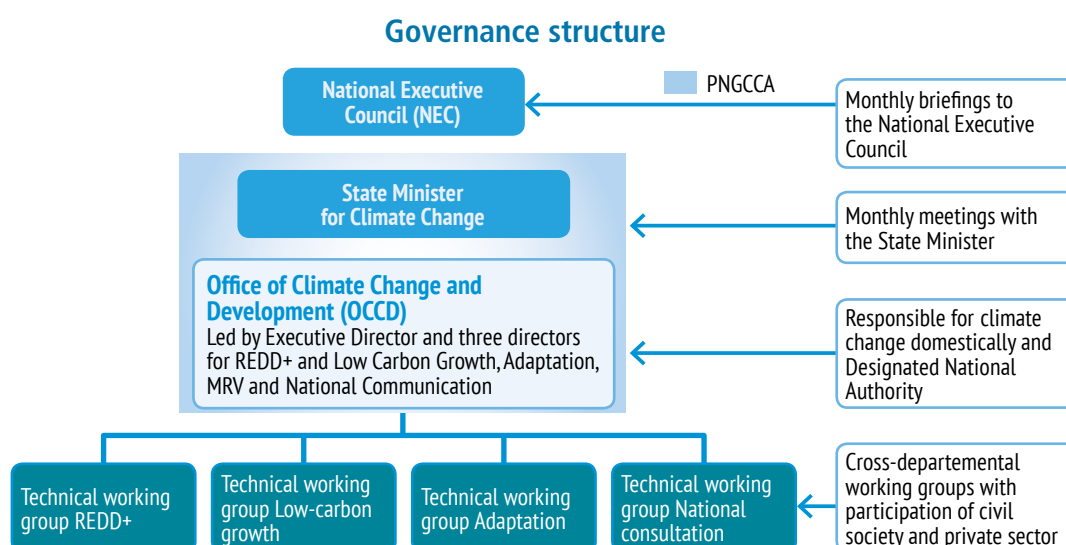 Governance structure
National Executive
Council (NEC)
PNGCCA
Monthly briefings to
the National Executive
Council
State Minister
for Climate Change
Monthly meetings with
the State Minister
Office of Climate Change and
Development (OCCD)
Led by Executive Director and three directors
for REDD+ and Low Carbon Growth, Adaptation,
MRV and National Communication
Responsible for climate
change domestically and
Designated National
Authority
Technical working
group REDD+
Technical working
group Low-carbon
growth
Technical working
group Adaptation
Technical working
group National
consultation
Cross-departemental
working groups with
participation of civil
society and private sector